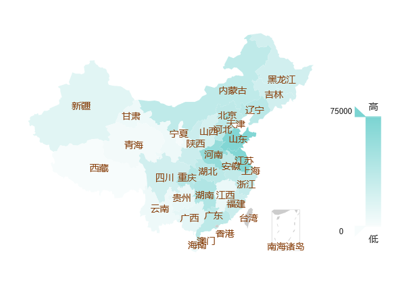 黑龙江
内蒙古
吉林
新疆
辽宁
甘肃
北京
天津
河北
宁夏
山西
山东
陕西
青海
河南
江苏
安徽
西藏
上海
湖北
四川
重庆
浙江
湖南
江西
贵州
福建
云南
广西
广东
台湾
香港
澳门
海南
南海诸岛
高
75000
0
低